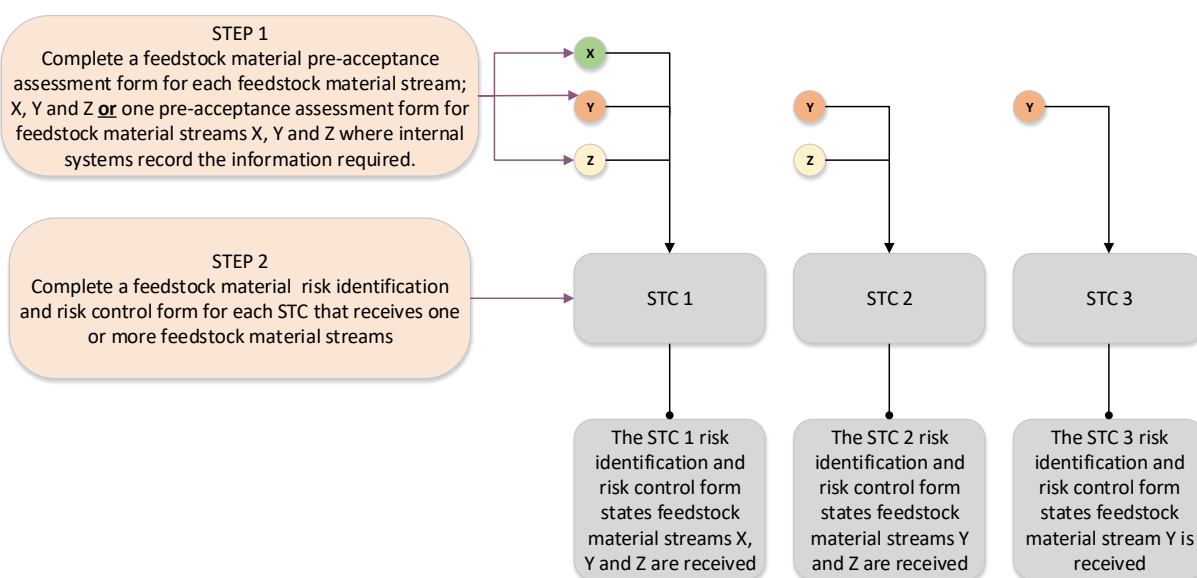 STEP 1
Complete a feedstock material pre-acceptance
assessment form for each feedstock material stream;
X, Y and Z or one pre-acceptance assessment form for
feedstock material streams X, Y and Z where internal
systems record the information required.
X
Y
Z
Y
Z
Y
STEP 2
Complete a feedstock material risk identification
and risk control form for each STC that receives one
or more feedstock material streams
STC 1
STC 2
STC 3
The STC 1 risk
identification and
risk control form
states feedstock
material streams X,
Y and Z are received
The STC 2 risk
identification and
risk control form
states feedstock
material streams Y
and Z are received
The STC 3 risk
identification and
risk control form
states feedstock
material stream Y is
received